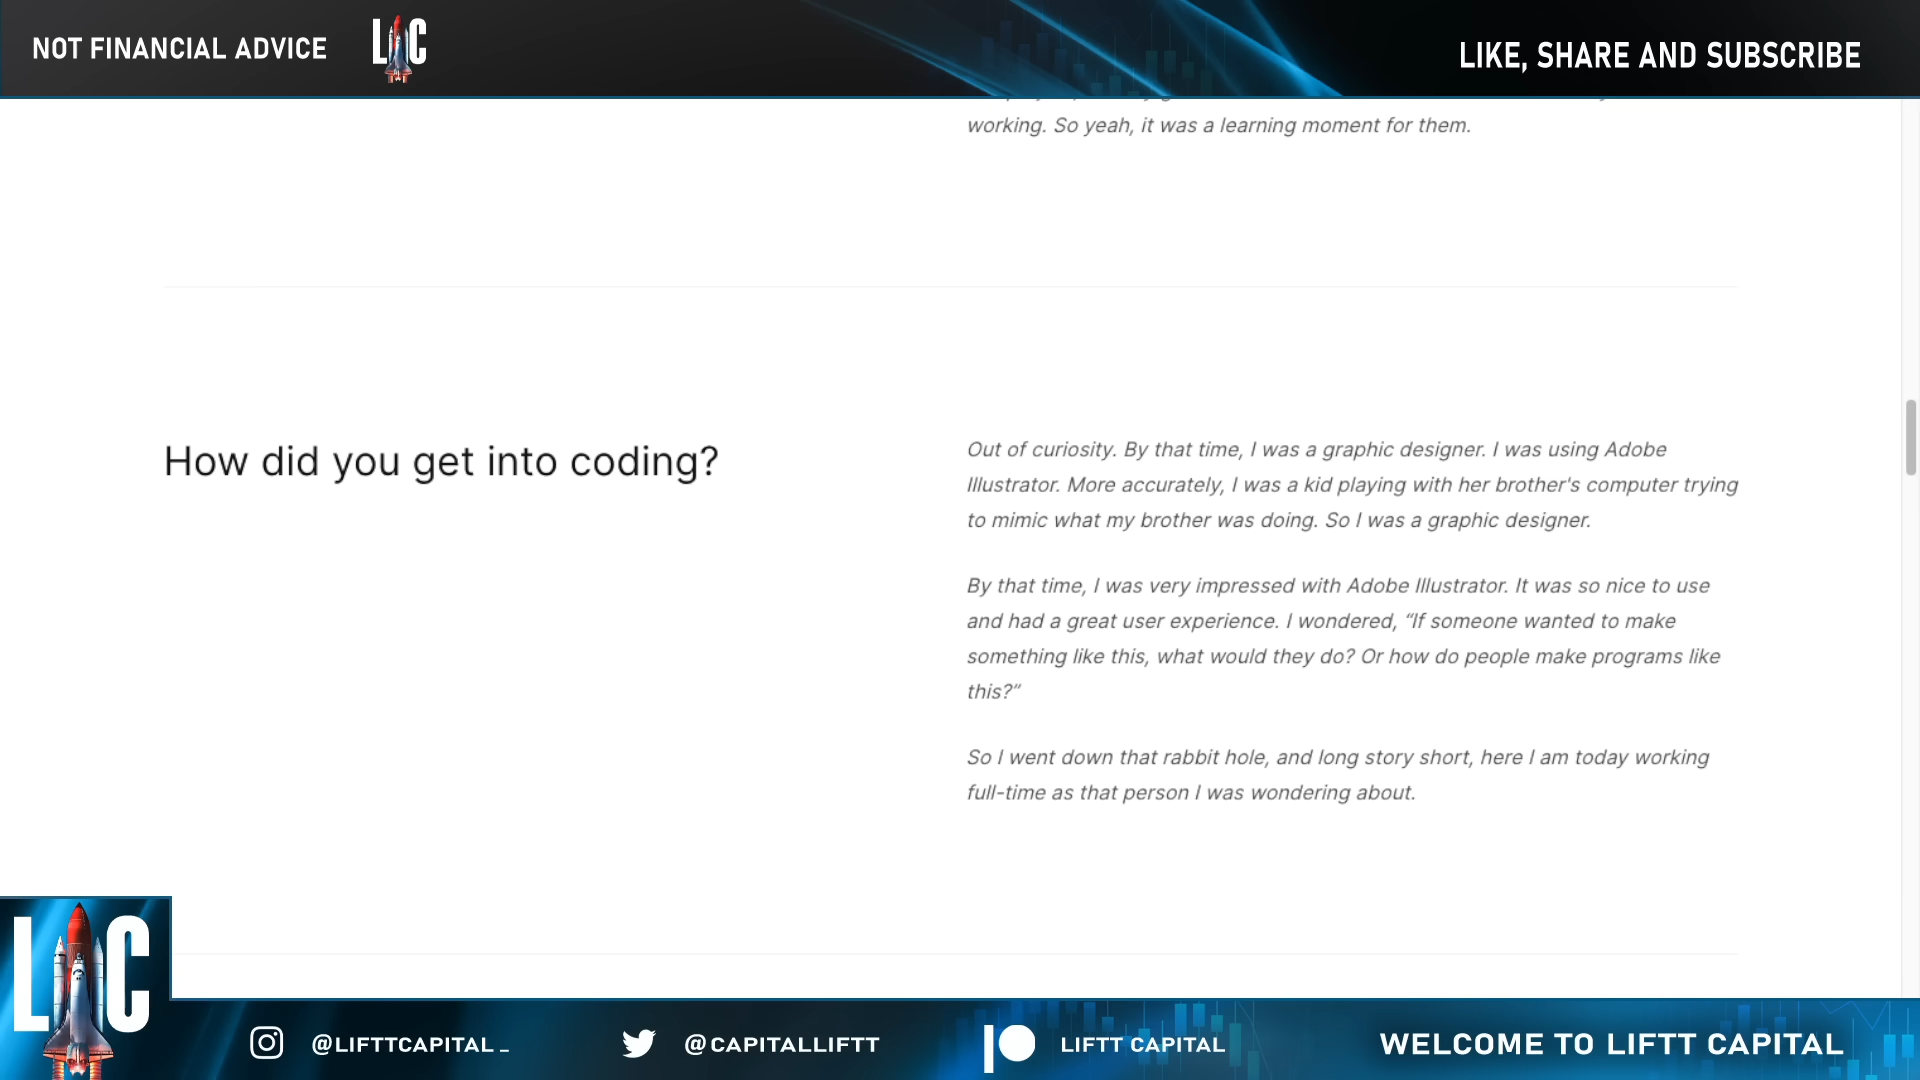 NOT FINANCIAL ADVICE
LC
LIKE, SHARE AND SUBSCRIBE
working. So yeah, it was a learning moment for them.
How did you get into coding?
Out of curiosity. By that time, I was a graphic designer. I was using Adobe
Illustrator. More accurately, I was a kid playing with her brother's computer trying
to mimic what my brother was doing. So I was a graphic designer.
By that time, I was very impressed with Adobe Illustrator. It was so nice to use
and had a great user experience. I wondered, “If someone wanted to make
something like this, what would they do? Or how do people make programs like
this?”
So I went down that rabbit hole, and long story short, here I am today working
full-time as that person I was wondering about.
LC
@LIFTTCAPITAL_
@CAPITALLIFTT
LIFTT CAPITAL
WELCOME TO LIFTT CAPITAL